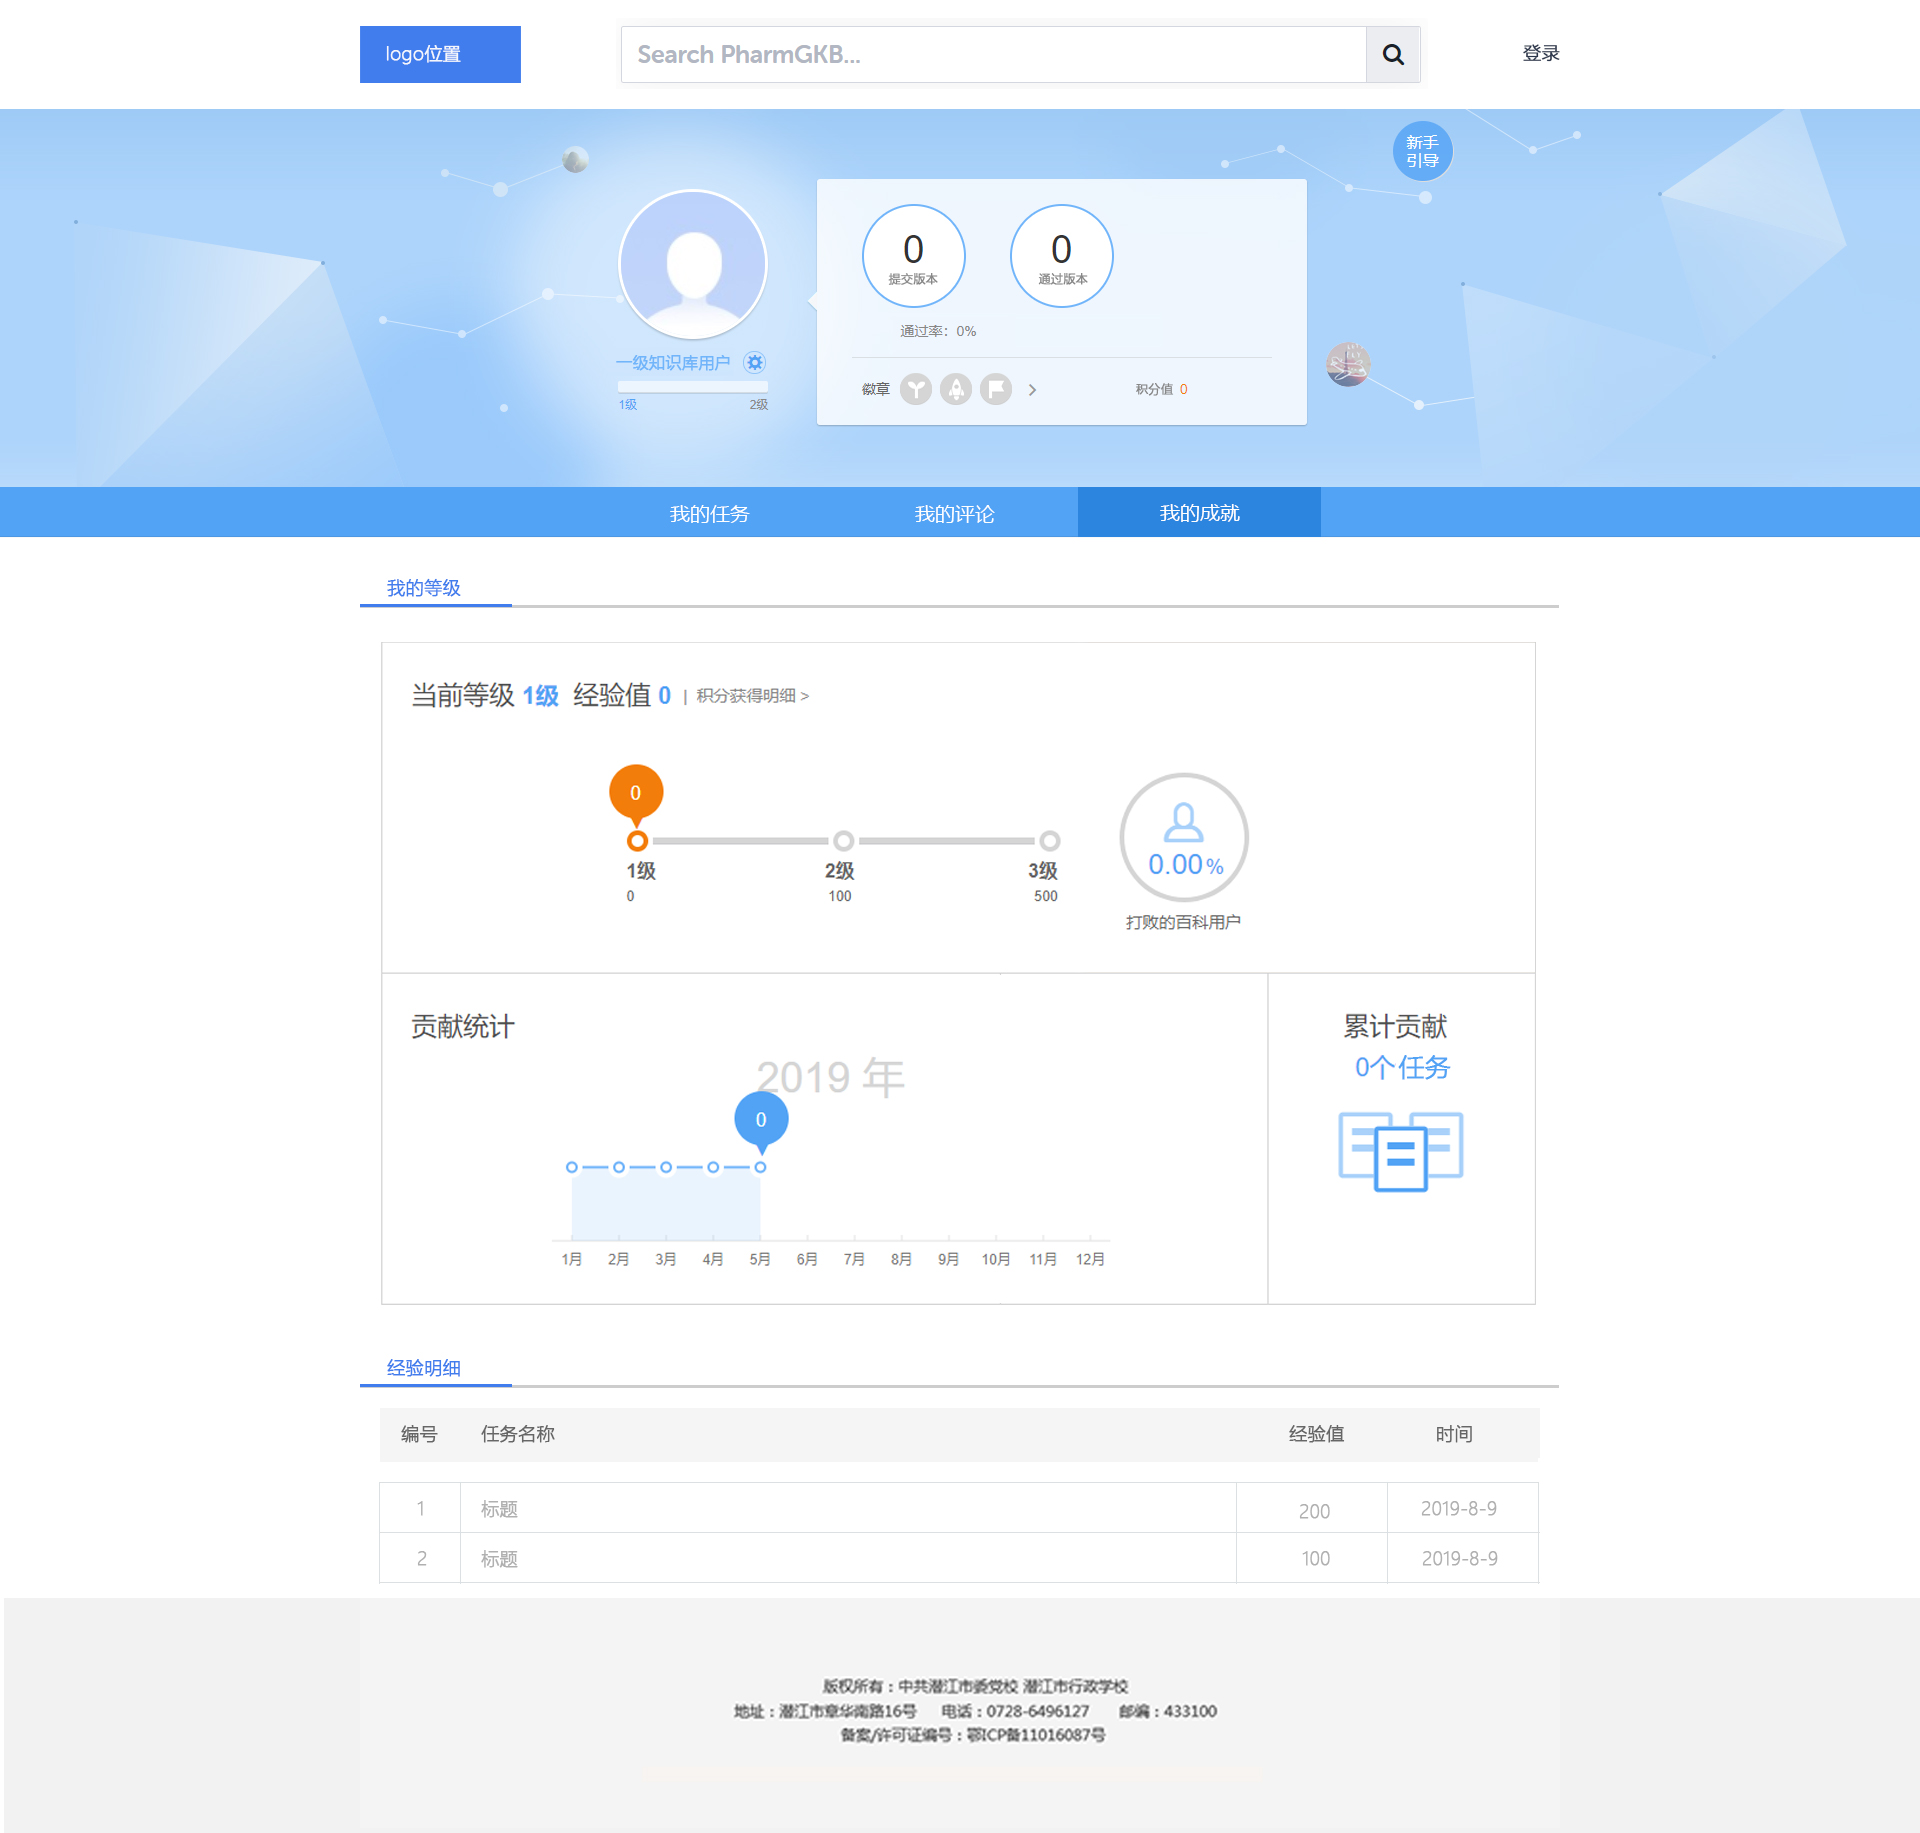 logo位置
Search PharmGKB...
登录
新手
引导
0
提交版本
0
通过版本
通过率：0%
一级知识库用户
1级
2级
徽章
积分值 0
我的任务
我的评论
我的成就
我的等级
当前等级 1级 经验值 0 | 积分获得明细 >
0
1级
2级
3级
0
100
500
0.00%
打败的百科用户
贡献统计
2019 年
0
1月 2月 3月 4月 5月 6月 7月 8月 9月 10月 11月 12月
累计贡献
0个任务
经验明细
编号 任务名称 经验值 时间
1 标题 200 2019-8-9
2 标题 100 2019-8-9
版权所有：中共潜江市委党校 潜江市行政学校
地址：潜江市章华南路16号 电话：0728-6496127 邮编：433100
备案/许可证编号：鄂ICP备11016087号